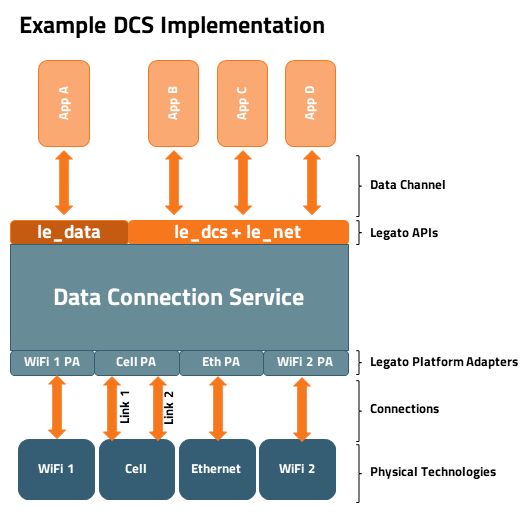 Example DCS Implementation
App A
App B
App C
App D
Data Channel
le_data
le_dcs + le_net
Legato APIs
Data Connection Service
WiFi 1 PA
Cell PA
Eth PA
WiFi 2 PA
Legato Platform Adapters
Link 1
Link 2
Connections
WiFi 1
Cell
Ethernet
WiFi 2
Physical Technologies